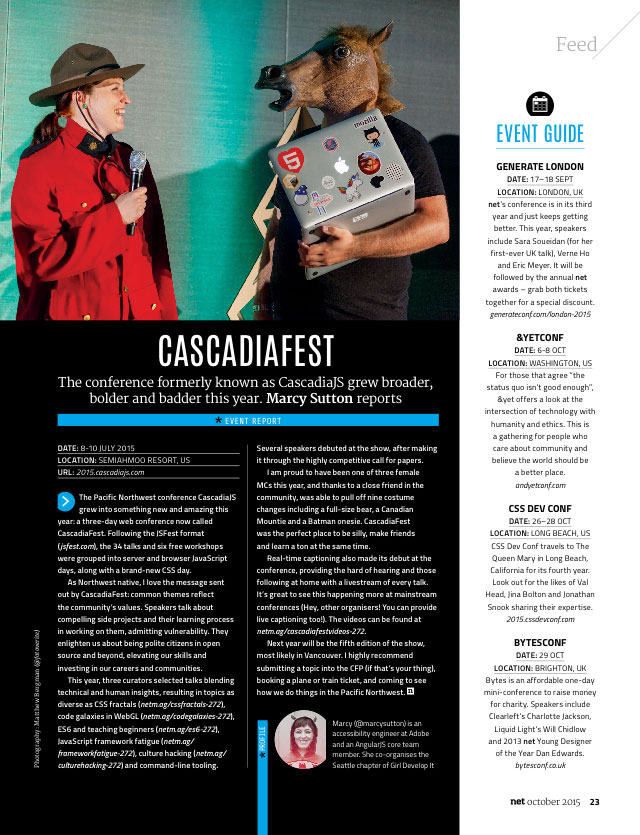 Feed
mozilla
5
CASCADIAFEST
The conference formerly known as CascadiaJS grew broader,
bolder and badder this year. Marcy Sutton reports
* EVENT REPORT
DATE: 8-10 JULY 2015
LOCATION: SEMIAHMOO RESORT, US
URL: 2015.cascadiajs.com
The Pacific Northwest conference CascadiaJS
grew into something new and amazing this
year: a three-day web conference now called
CascadiaFest. Following the JSFest format
(jsfest.com), the 34 talks and six free workshops
were grouped into server and browser JavaScript
days, along with a brand-new CSS day.
As Northwest native, I love the message sent
out by CascadiaFest: common themes reflect
the community's values. Speakers talk about
compelling side projects and their learning process
in working on them, admitting vulnerability. They
enlighten us about being polite citizens in open
source and beyond, elevating our skills and
investing in our careers and communities.
This year, three curators selected talks blending
technical and human insights, resulting in topics as
diverse as CSS fractals (netm.ag/cssfractals-272),
code galaxies in WebGL (netm.ag/codegalaxies-272),
ES6 and teaching beginners (netm.ag/es6-272),
JavaScript framework fatigue (netm.ag/
frameworkfatigue-272), culture hacking (netm.ag/
culturehacking-272) and command-line tooling.
Several speakers debuted at the show, after making
it through the highly competitive call for papers.
I am proud to have been one of three female
MCs this year, and thanks to a close friend in the
community, was able to pull off nine costume
changes including a full-size bear, a Canadian
Mountie and a Batman onesie. CascadiaFest
was the perfect place to be silly, make friends
and learn a ton at the same time.
Real-time captioning also made its debut at the
conference, providing the hard of hearing and those
following at home with a livestream of every talk.
It's great to see this happening more at mainstream
conferences (Hey, other organisers! You can provide
live captioning too!). The videos can be found at
netm.ag/cascadiafestvideos-272.
Next year will be the fifth edition of the show,
most likely in Vancouver. I highly recommend
submitting a topic into the CFP (if that's your thing),
booking a plane or train ticket, and coming to see
how we do things in the Pacific Northwest. n
* PROFILE
Marcy (@marcysutton) is an
accessibility engineer at Adobe
and an AngularJS core team
member. She co-organises the
Seattle chapter of Girl Develop It
Photography: Matthew Bergman (@fotoverite)
EVENT GUIDE
GENERATE LONDON
DATE: 17–18 SEPT
LOCATION: LONDON, UK
net's conference is in its third
year and just keeps getting
better. This year, speakers
include Sara Soueidan (for her
first-ever UK talk), Verne Ho
and Eric Meyer. It will be
followed by the annual net
awards – grab both tickets
together for a special discount.
generateconf.com/london-2015
&YETCONF
DATE: 6-8 OCT
LOCATION: WASHINGTON, US
For those that agree "the
status quo isn't good enough",
&yet offers a look at the
intersection of technology with
humanity and ethics. This is
a gathering for people who
care about community and
believe the world should be
a better place.
andyetconf.com
CSS DEV CONF
DATE: 26–28 OCT
LOCATION: LONG BEACH, US
CSS Dev Conf travels to The
Queen Mary in Long Beach,
California for its fourth year.
Look out for the likes of Val
Head, Jina Bolton and Jonathan
Snook sharing their expertise.
2015.cssdevconf.com
BYTESCONF
DATE: 29 OCT
LOCATION: BRIGHTON, UK
Bytes is an affordable one-day
mini-conference to raise money
for charity. Speakers include
Clearleft's Charlotte Jackson,
Liquid Light's Will Chidlow
and 2013 net Young Designer
of the Year Dan Edwards.
bytesconf.co.uk
net october 2015 23